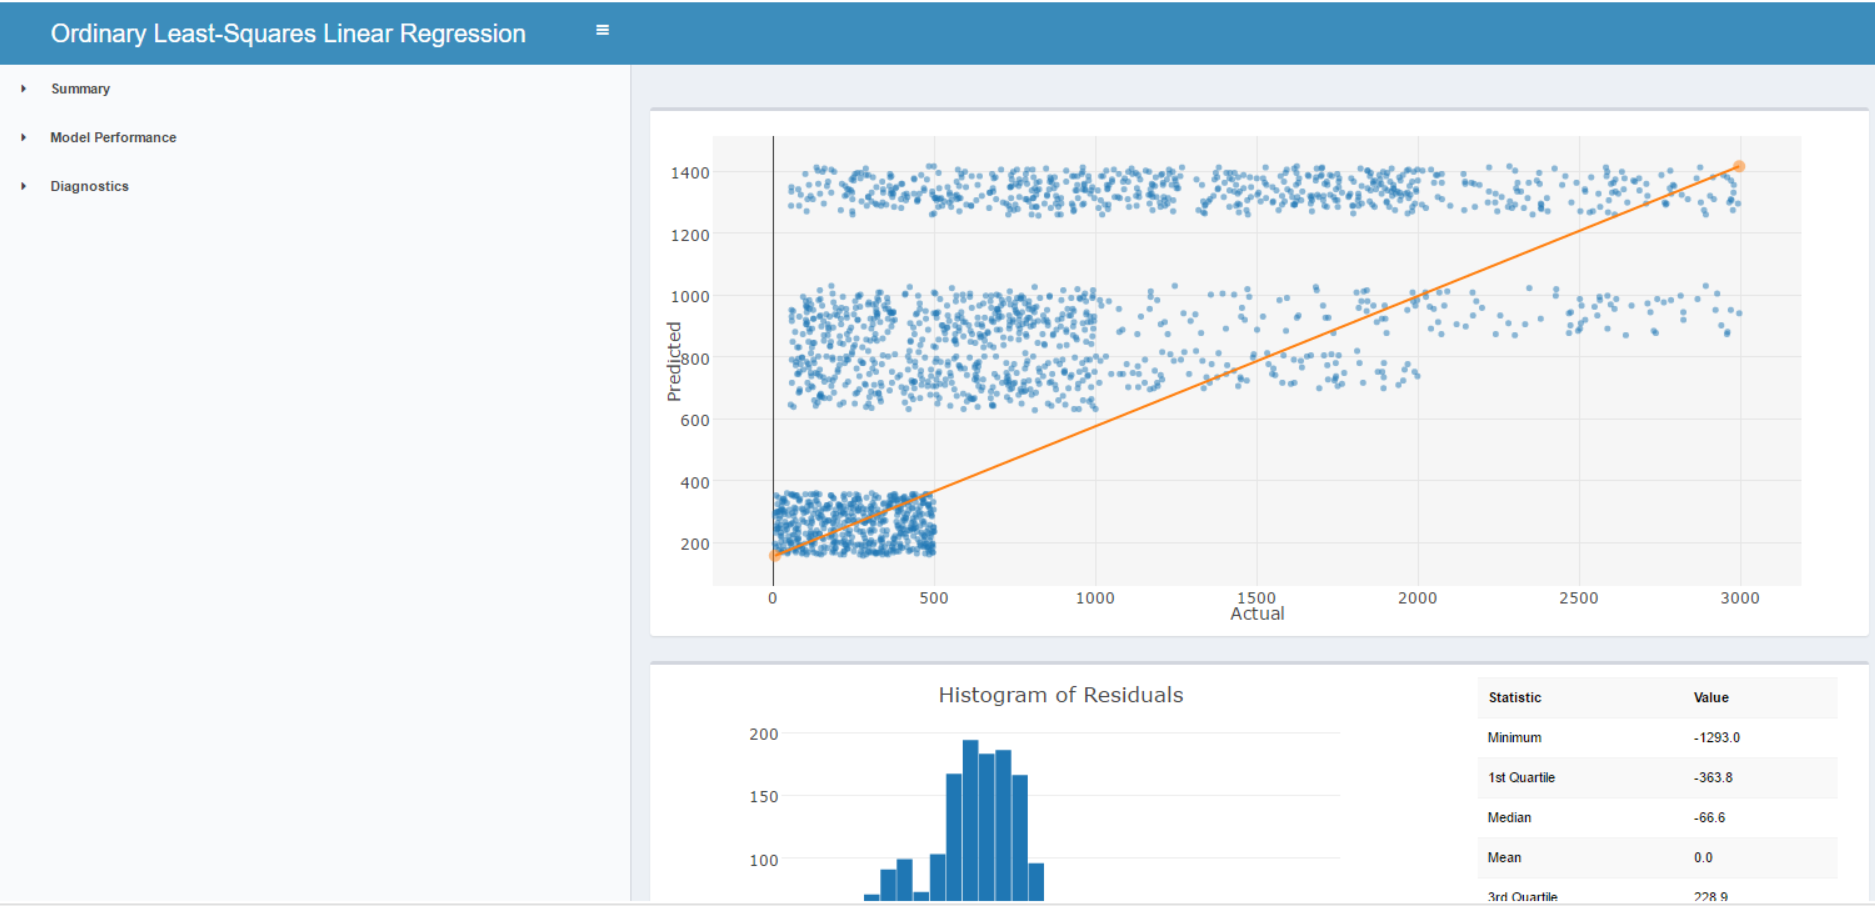 Ordinary Least-Squares Linear Regression
Summary
Model Performance
Diagnostics
1400
1200
1000
800
600
400
200
Predicted
0 500 1000 1500 2000 2500 3000
Actual
Histogram of Residuals
200
150
100
Statistic Value
Minimum -1293.0
1st Quartile -363.8
Median -66.6
Mean 0.0
3rd Quartile 228.9